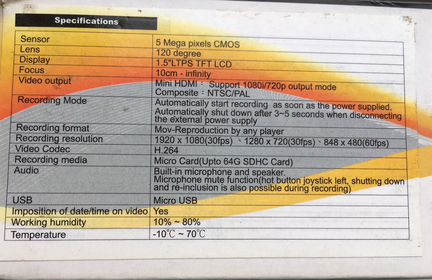 Specifications
Sensor 5 Mega pixels CMOS
Lens 120 degree
Display 1.5"LTPS TFT LCD
Focus 10cm - infinity
Video output Mini HDMI： Support 1080i/720p output mode
Composite：NTSC/PAL
Recording Mode Automatically start recording as soon as the power supplied,
Automatically shut down after 3~5 seconds when disconnecting
the external power supply
Recording format Mov-Reproduction by any player
Recording resolution 1920 x 1080(30fps)、1280 x 720(30fps)、848 x 480(60fps)
Video Codec H.264
Recording media Micro Card(Upto 64G SDHC Card)
Audio Built-in microphone and speaker.
Microphone mute function(hot button joystick left, shutting down
and re-inclusion is also possible during recording)
USB Micro USB
Imposition of date/time on video Yes
Working humidity 10% ~ 80%
Temperature -10℃ ~ 70℃